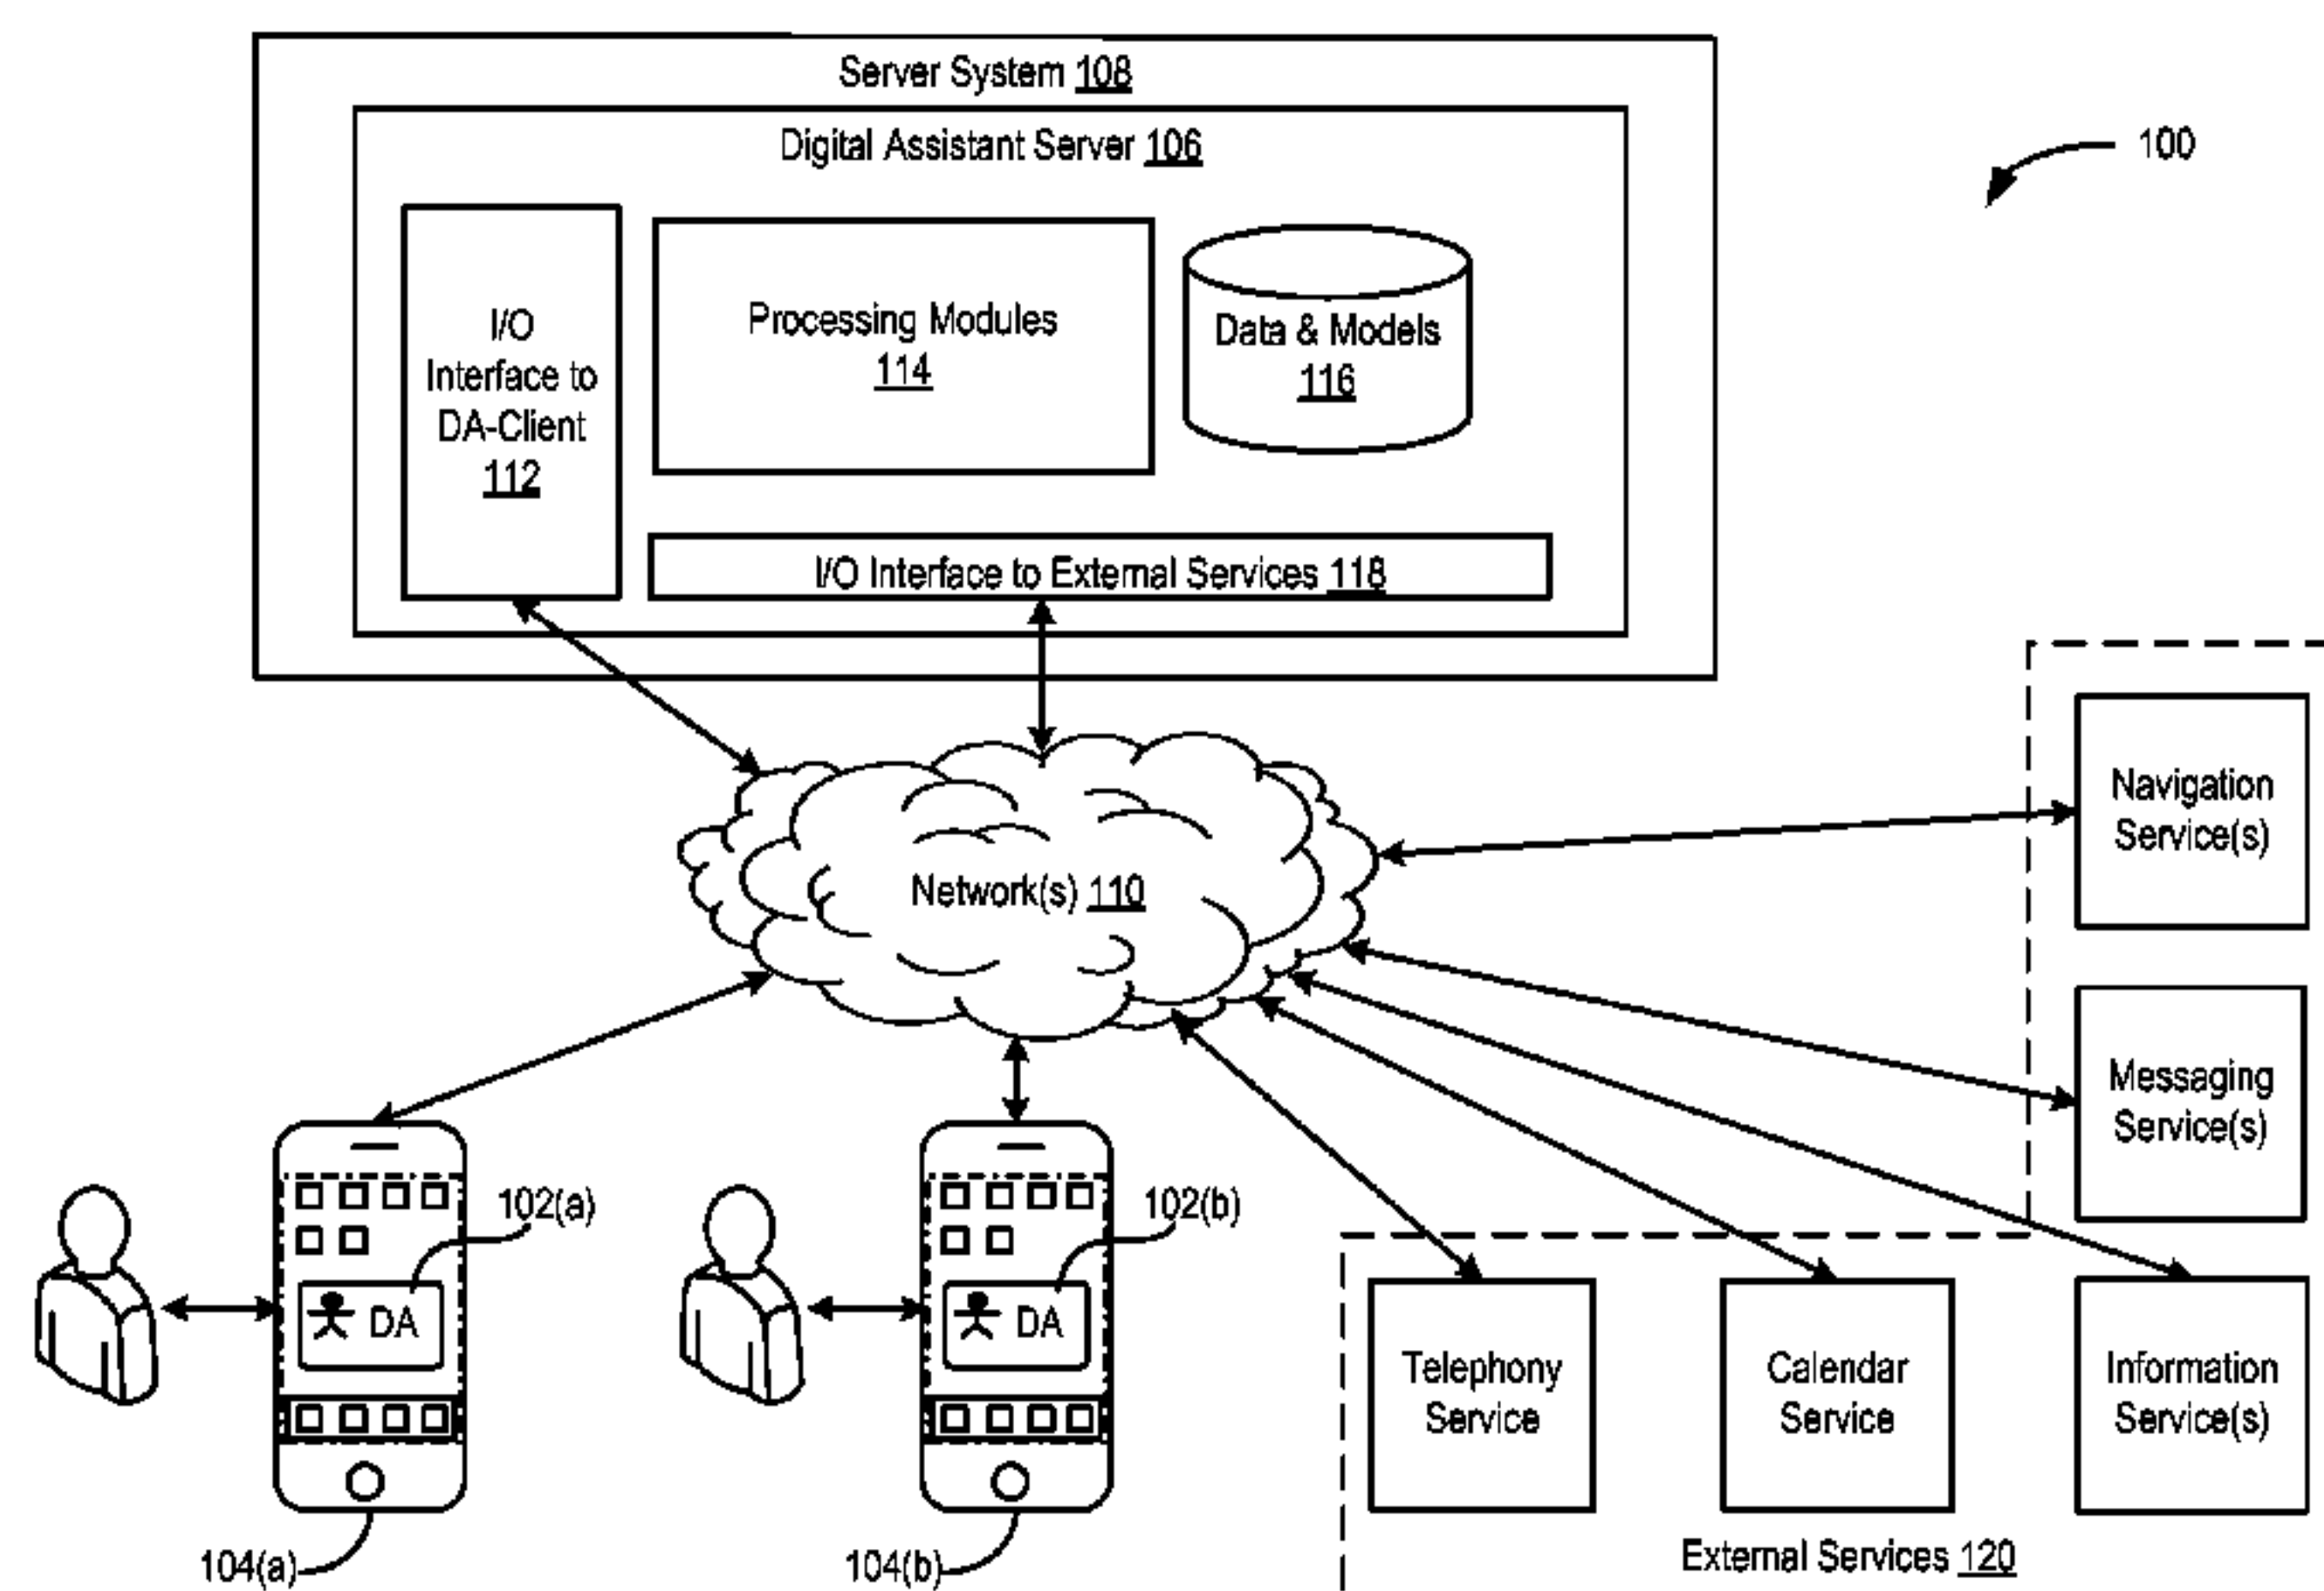 Server System 108
Digital Assistant Server 106
100
I/O
Interface to
DA-Client
112
Processing Modules
114
Data & Models
116
I/O Interface to External Services 118
Network(s) 110
Navigation
Service(s)
Messaging
Service(s)
102(a)
DA
104(a)
102(b)
DA
104(b)
Telephony
Service
Calendar
Service
Information
Service(s)
External Services 120